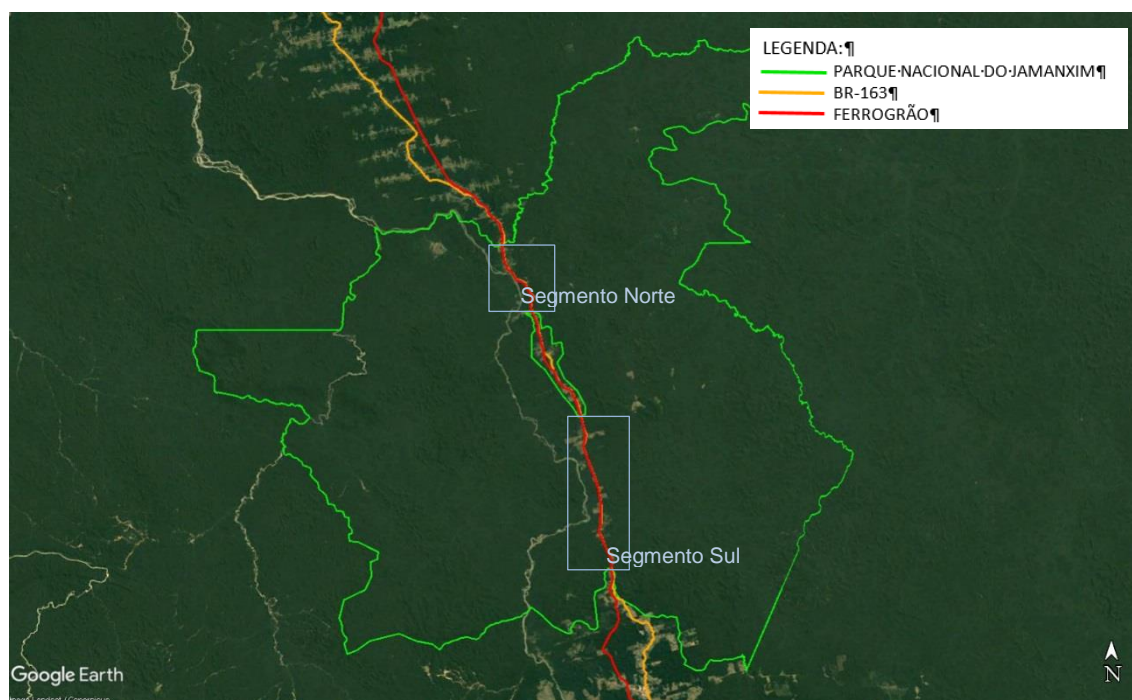 LEGENDA:¶
PARQUE·NACIONAL·DO·JAMANXIM¶
BR-163¶
FERROGRÃO¶
Segmento Norte
Segmento Sul
Google Earth
N